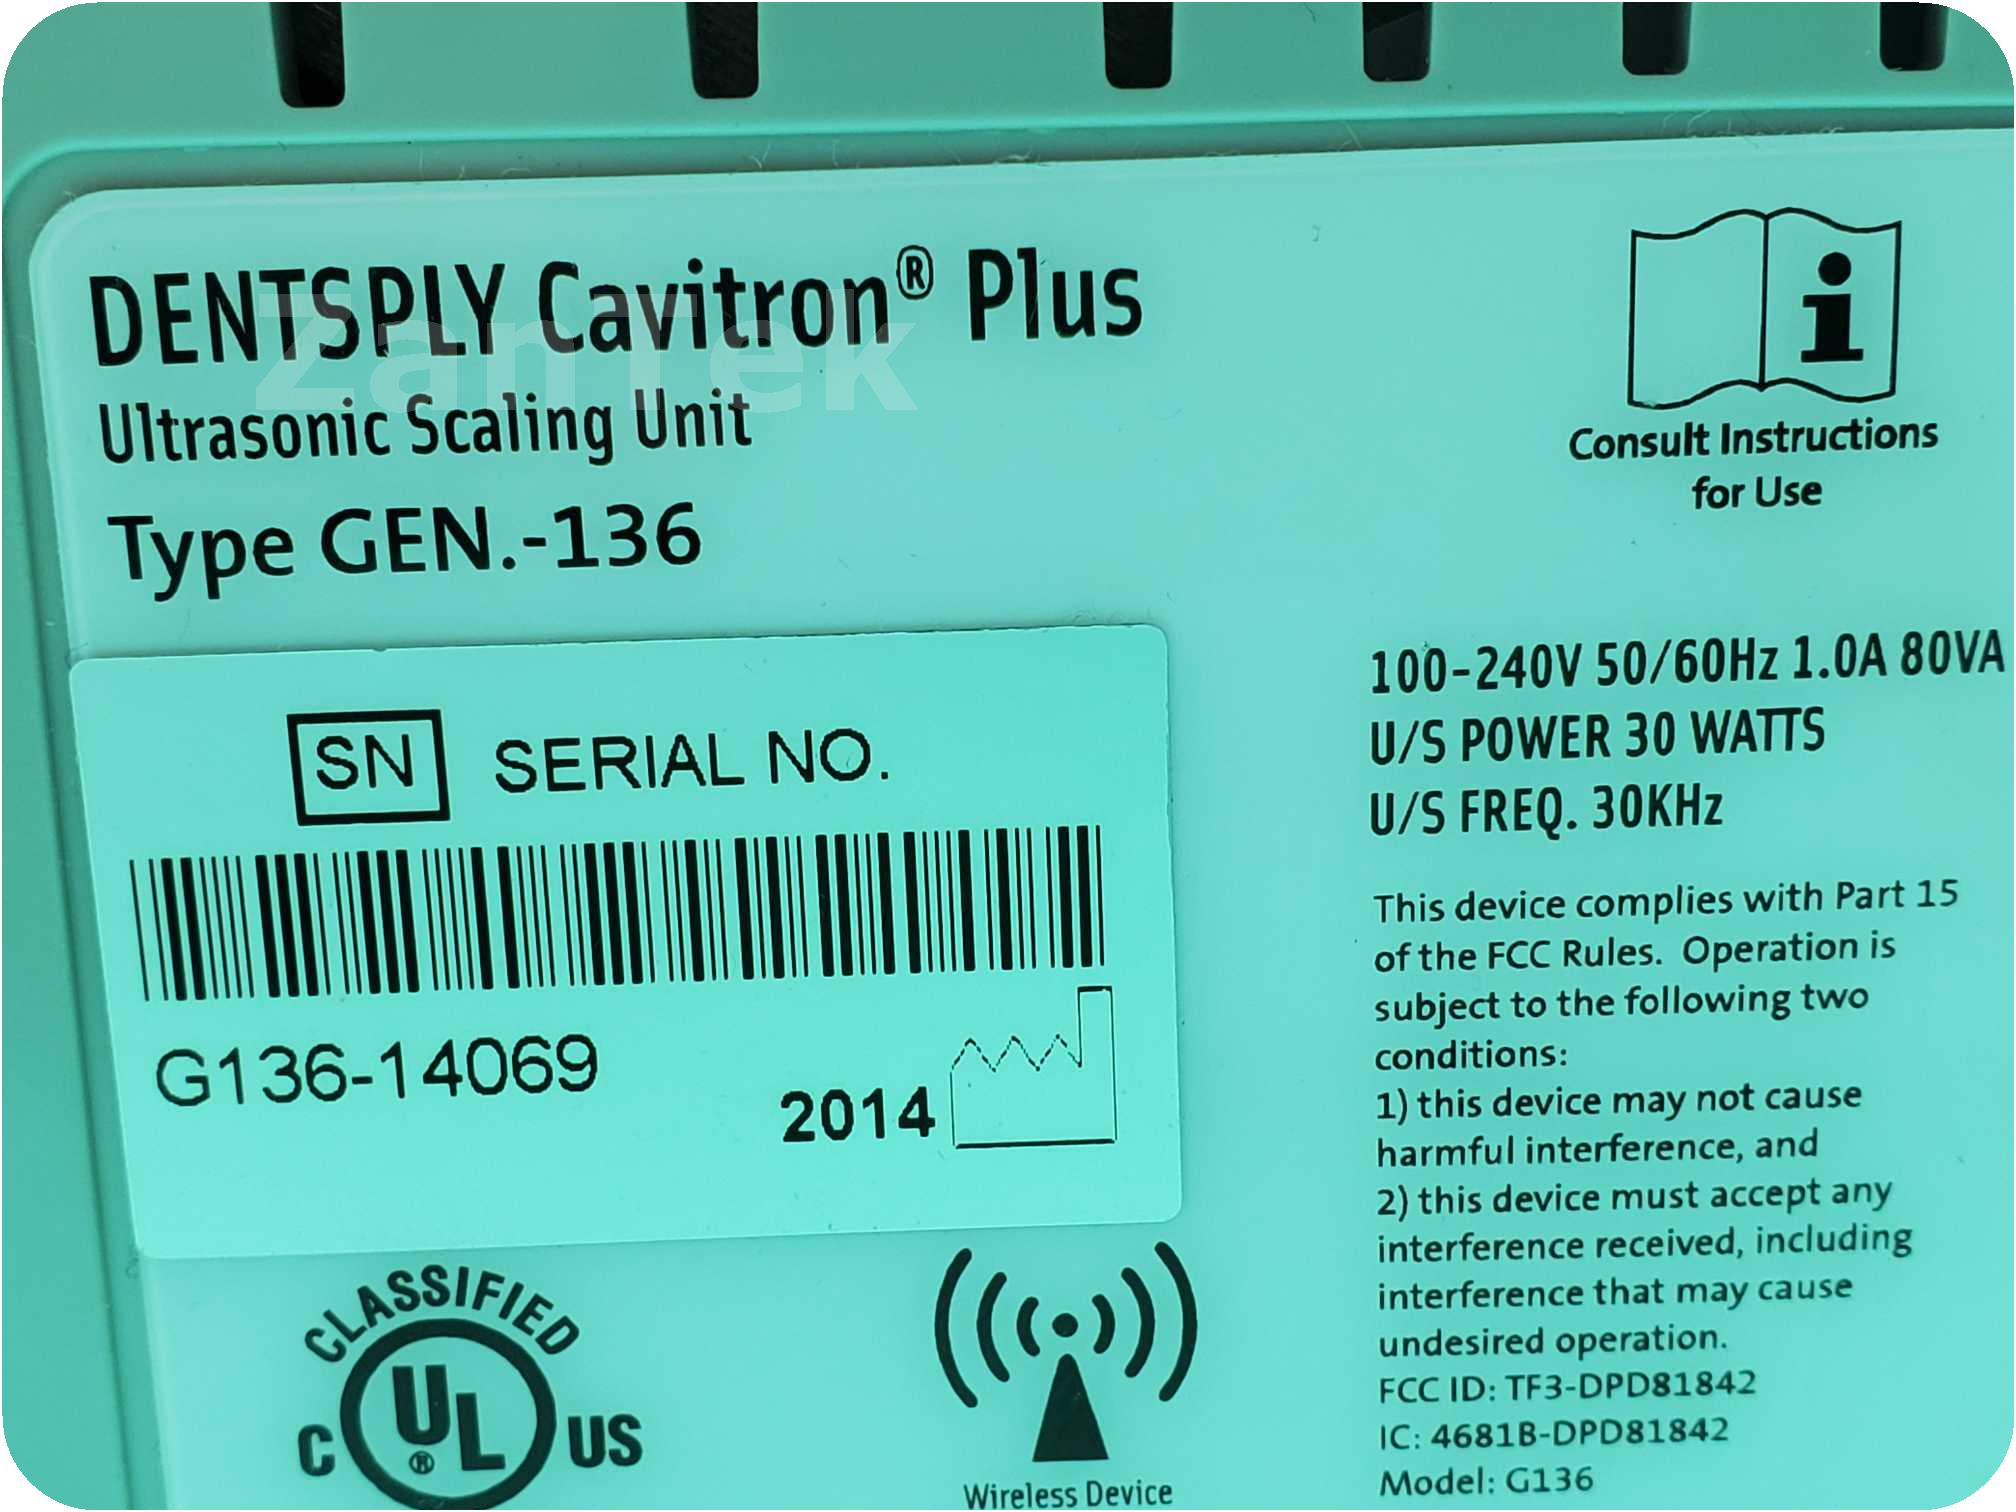 DENTSPLY Cavitron® Plus
Ultrasonic Scaling Unit
Type GEN.-136
ZanTek
Consult Instructions
for Use
SN SERIAL NO.
G136-14069
2014
100-240V 50/60Hz 1.0A 80VA
U/S POWER 30 WATTS
U/S FREQ. 30KHz
This device complies with Part 15
of the FCC Rules. Operation is
subject to the following two
conditions:
1) this device may not cause
harmful interference, and
2) this device must accept any
interference received, including
interference that may cause
undesired operation.
FCC ID: TF3-DPD81842
IC: 4681B-DPD81842
Model: G136
CLASSIFIED
C UL® US
Wireless Device